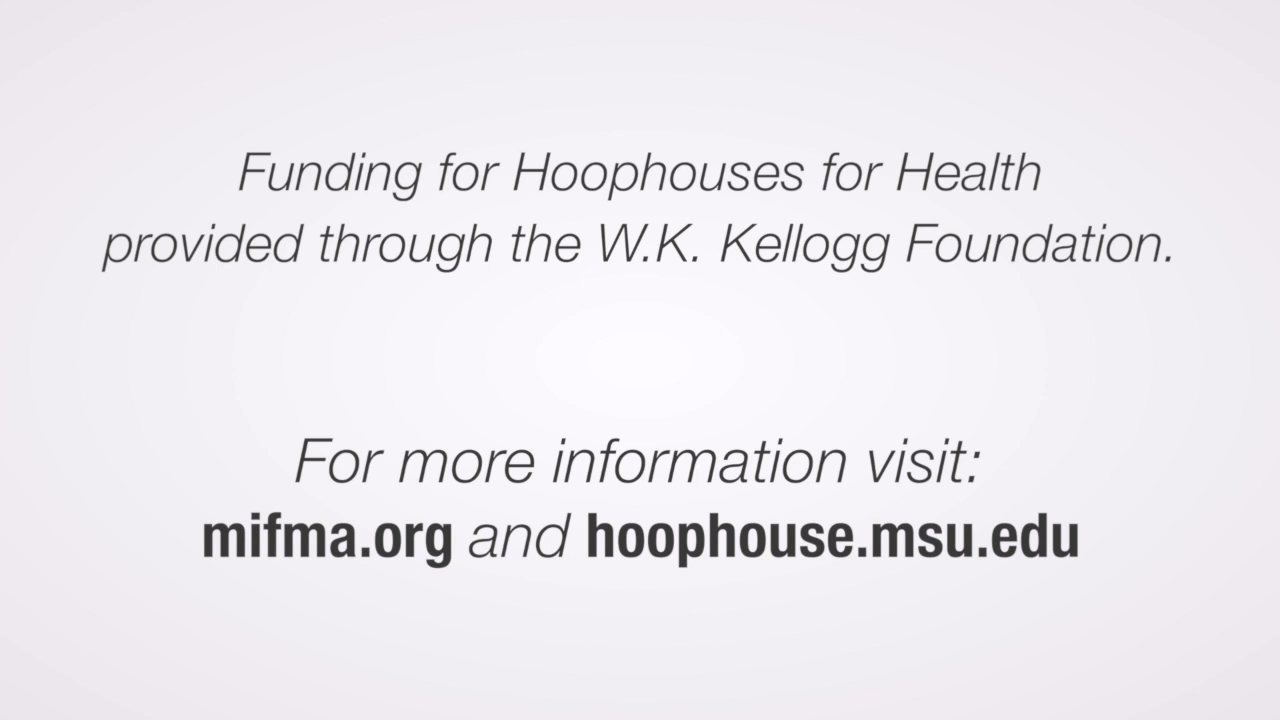 Funding for Hoophouses for Health
provided through the W.K. Kellogg Foundation.
For more information visit:
mifma.org and hoophouse.msu.edu